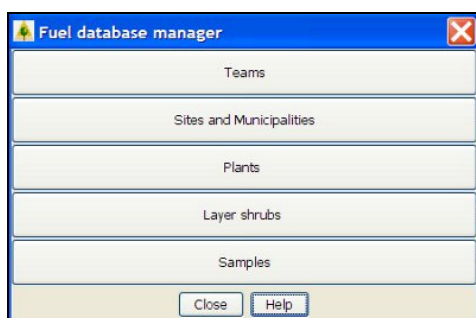 Fuel database manager
Teams
Sites and Municipalities
Plants
Layer shrubs
Samples
Close Help